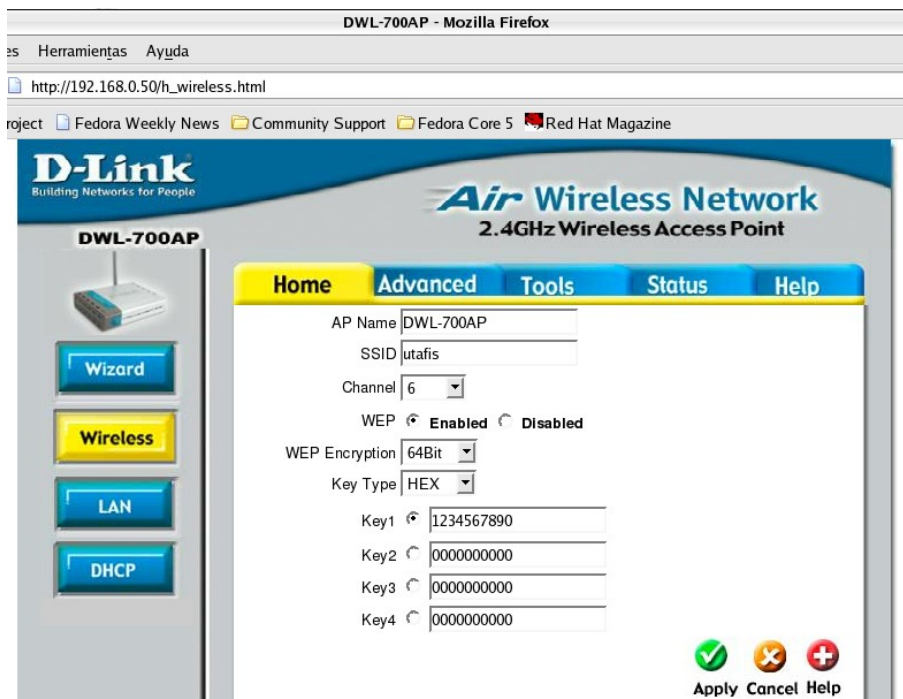 DWL-700AP - Mozilla Firefox
es Herramientas Ayuda
http://192.168.0.50/h_wireless.html
roject Fedora Weekly News Community Support Fedora Core 5 Red Hat Magazine
D-Link
Building Networks for People
Air Wireless Network
2.4GHz Wireless Access Point
DWL-700AP
Home Advanced Tools Status Help
Wizard
Wireless
LAN
DHCP
AP Name DWL-700AP
SSID utafis
Channel 6
WEP Enabled Disabled
WEP Encryption 64Bit
Key Type HEX
Key1 1234567890
Key2 0000000000
Key3 0000000000
Key4 0000000000
Apply Cancel Help